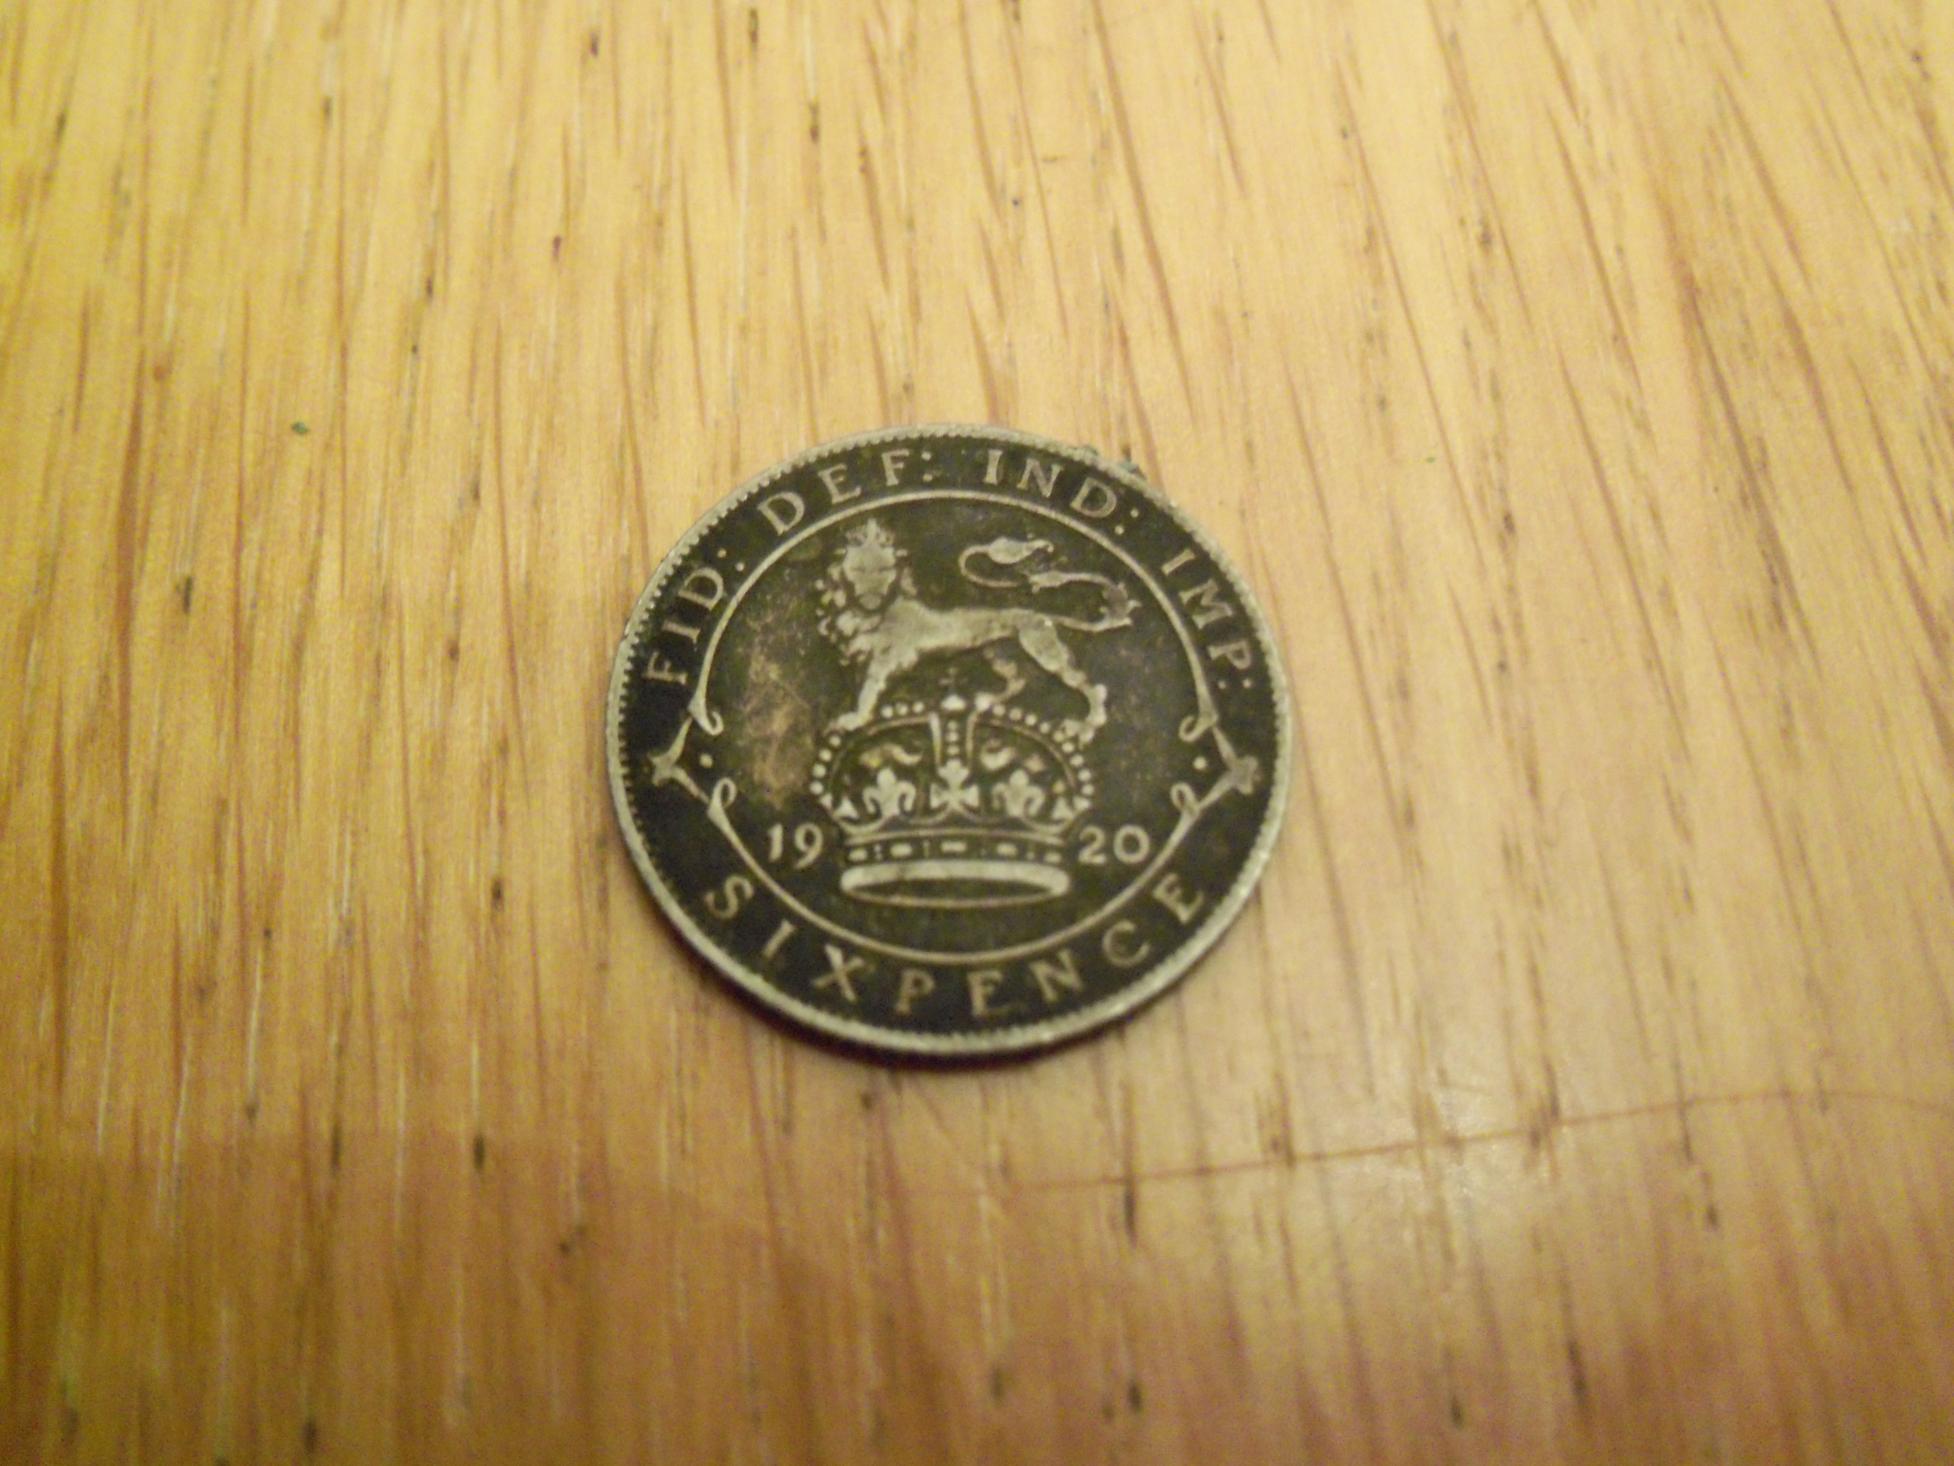 FID: DEF: IND: IMP:
19 20
SIXPENCE